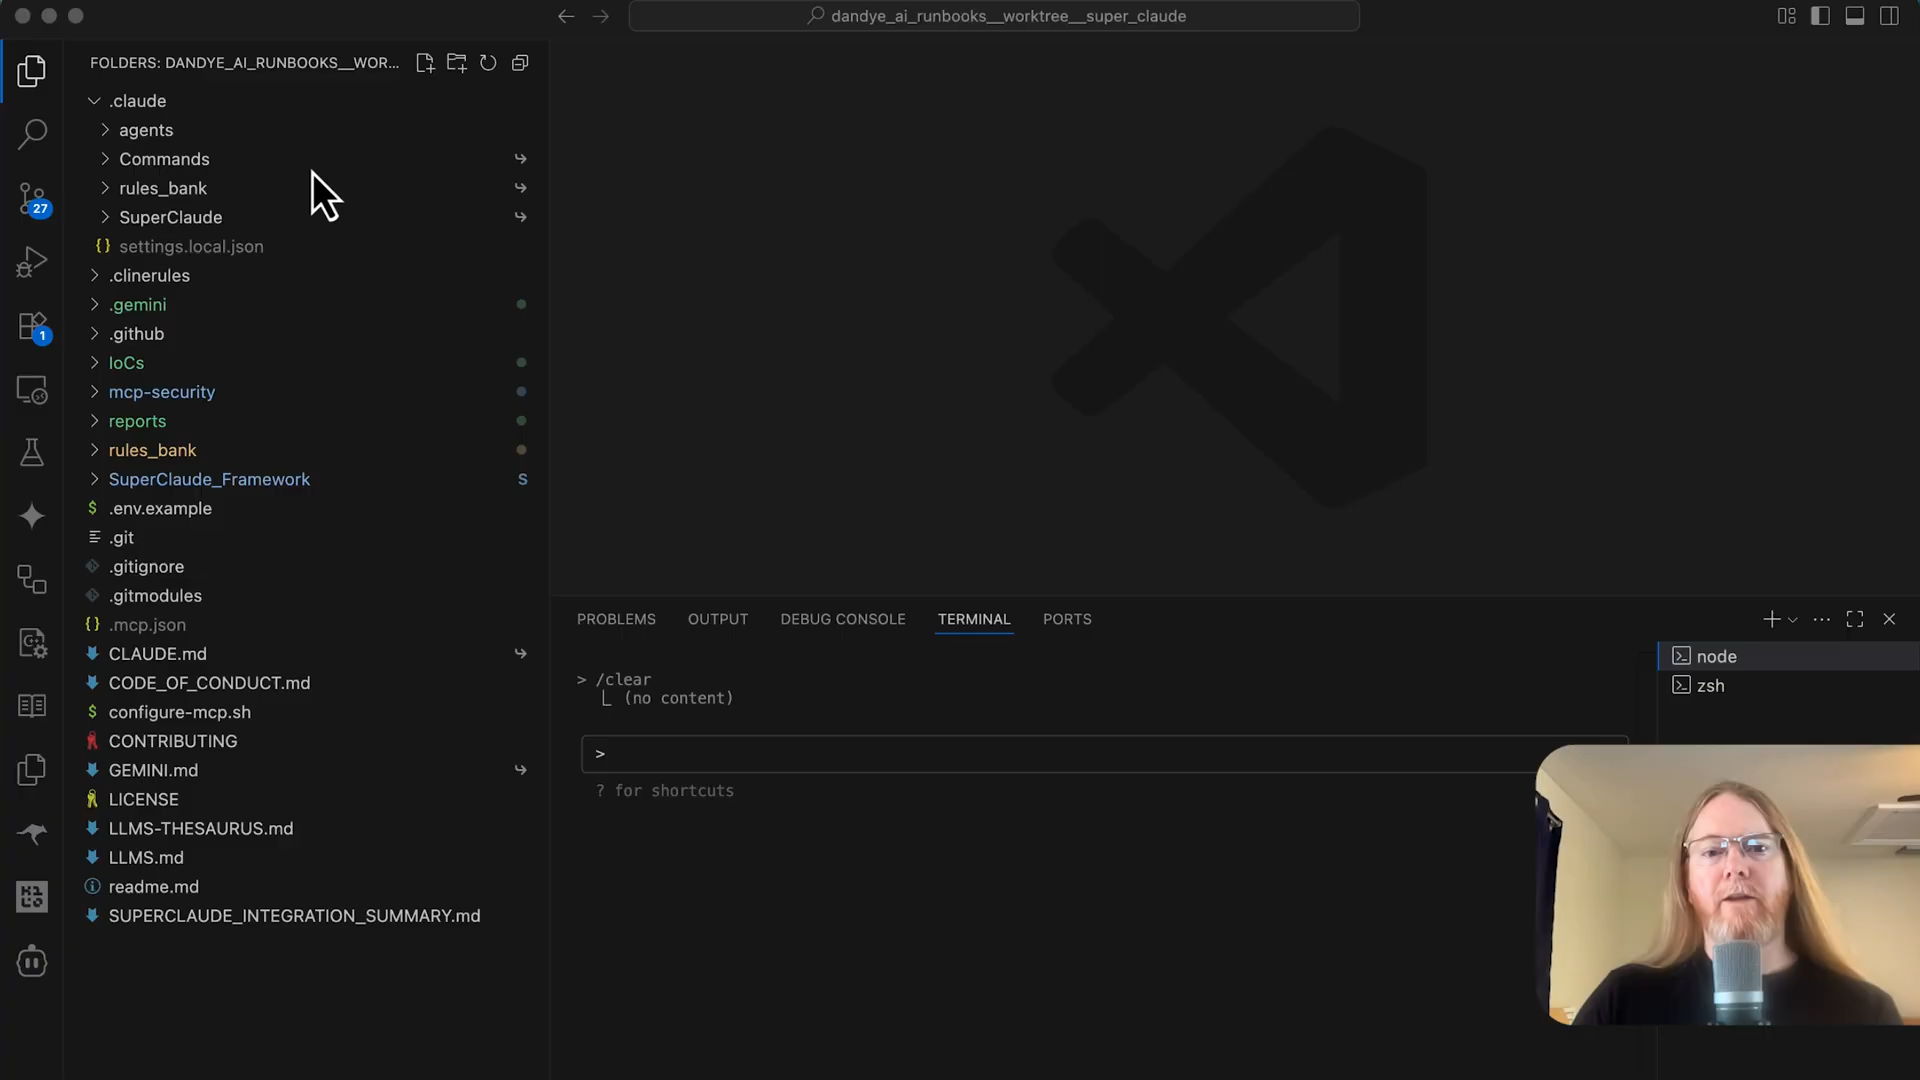 dandye_ai_runbooks__worktree__super_claude
FOLDERS: DANDYE_AI_RUNBOOKS__WOR...
.claude
agents
Commands
rules_bank
SuperClaude
{} settings.local.json
.clinerules
.gemini
.github
IoCs
mcp-security
reports
rules_bank
SuperClaude_Framework S
$ .env.example
.git
.gitignore
.gitmodules
{} .mcp.json
CLAUDE.md
CODE_OF_CONDUCT.md
$ configure-mcp.sh
CONTRIBUTING
GEMINI.md
LICENSE
LLMS-THESAURUS.md
LLMS.md
readme.md
SUPERCLAUDE_INTEGRATION_SUMMARY.md
27
1
PROBLEMS OUTPUT DEBUG CONSOLE TERMINAL PORTS
> /clear
⎿ (no content)
>
? for shortcuts
node
zsh